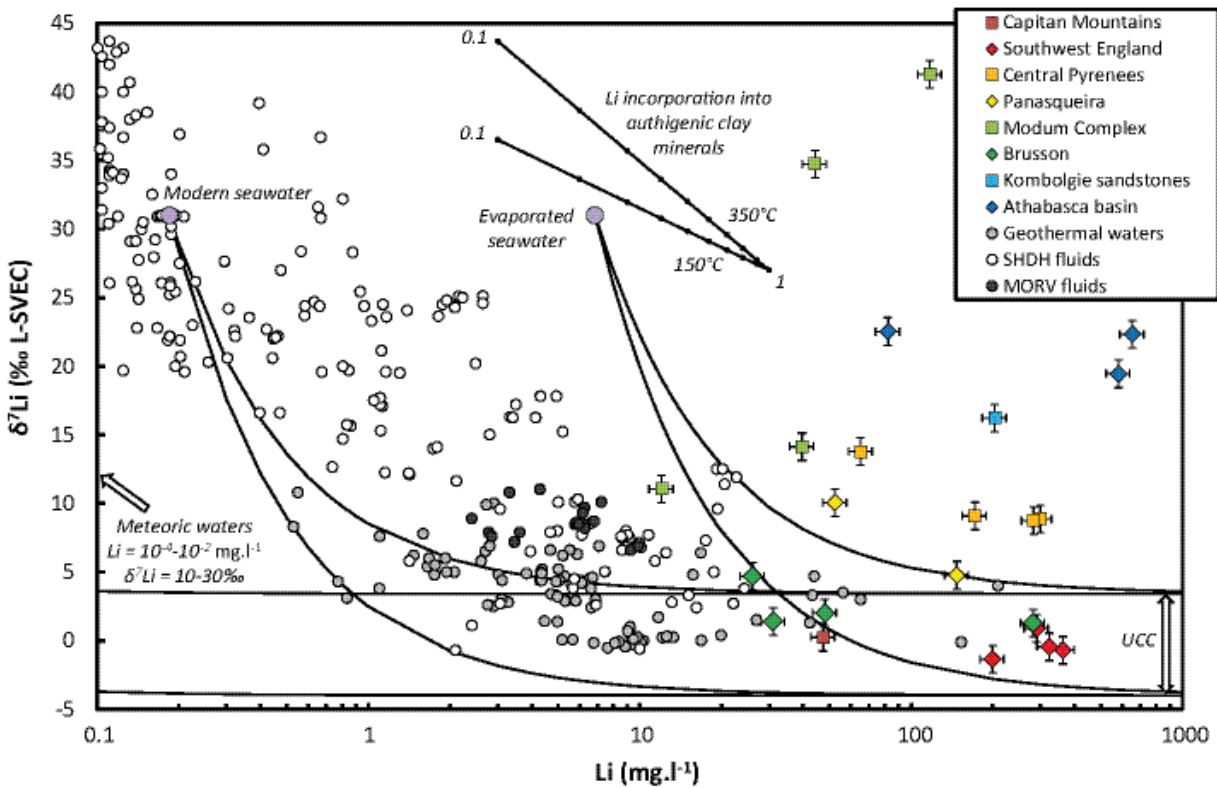 45
40
35
30
25
20
15
10
5
0
-5
δ⁷Li (‰ L-SVEC)
0.1
1
10
100
1000
Li (mg.l⁻¹)
0.1
0.1
Li incorporation into
authigenic clay
minerals
350°C
150°C
1
Modern seawater
Evaporated
seawater
Meteoric waters
Li = 10⁻⁴-10⁻² mg.l⁻¹
δ⁷Li = 10-30‰
UCC
Capitan Mountains
Southwest England
Central Pyrenees
Panasqueira
Modum Complex
Brusson
Kombolgie sandstones
Athabasca basin
Geothermal waters
SHDH fluids
MORV fluids